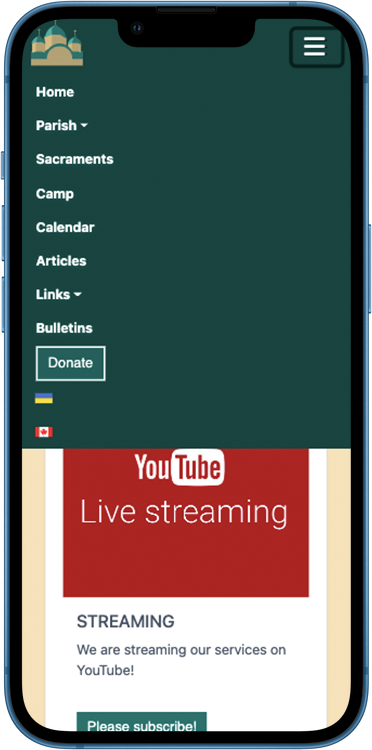 Home
Parish
Sacraments
Camp
Calendar
Articles
Links
Bulletins
Donate
YouTube
Live streaming
STREAMING
We are streaming our services on
YouTube!
Please subscribe!